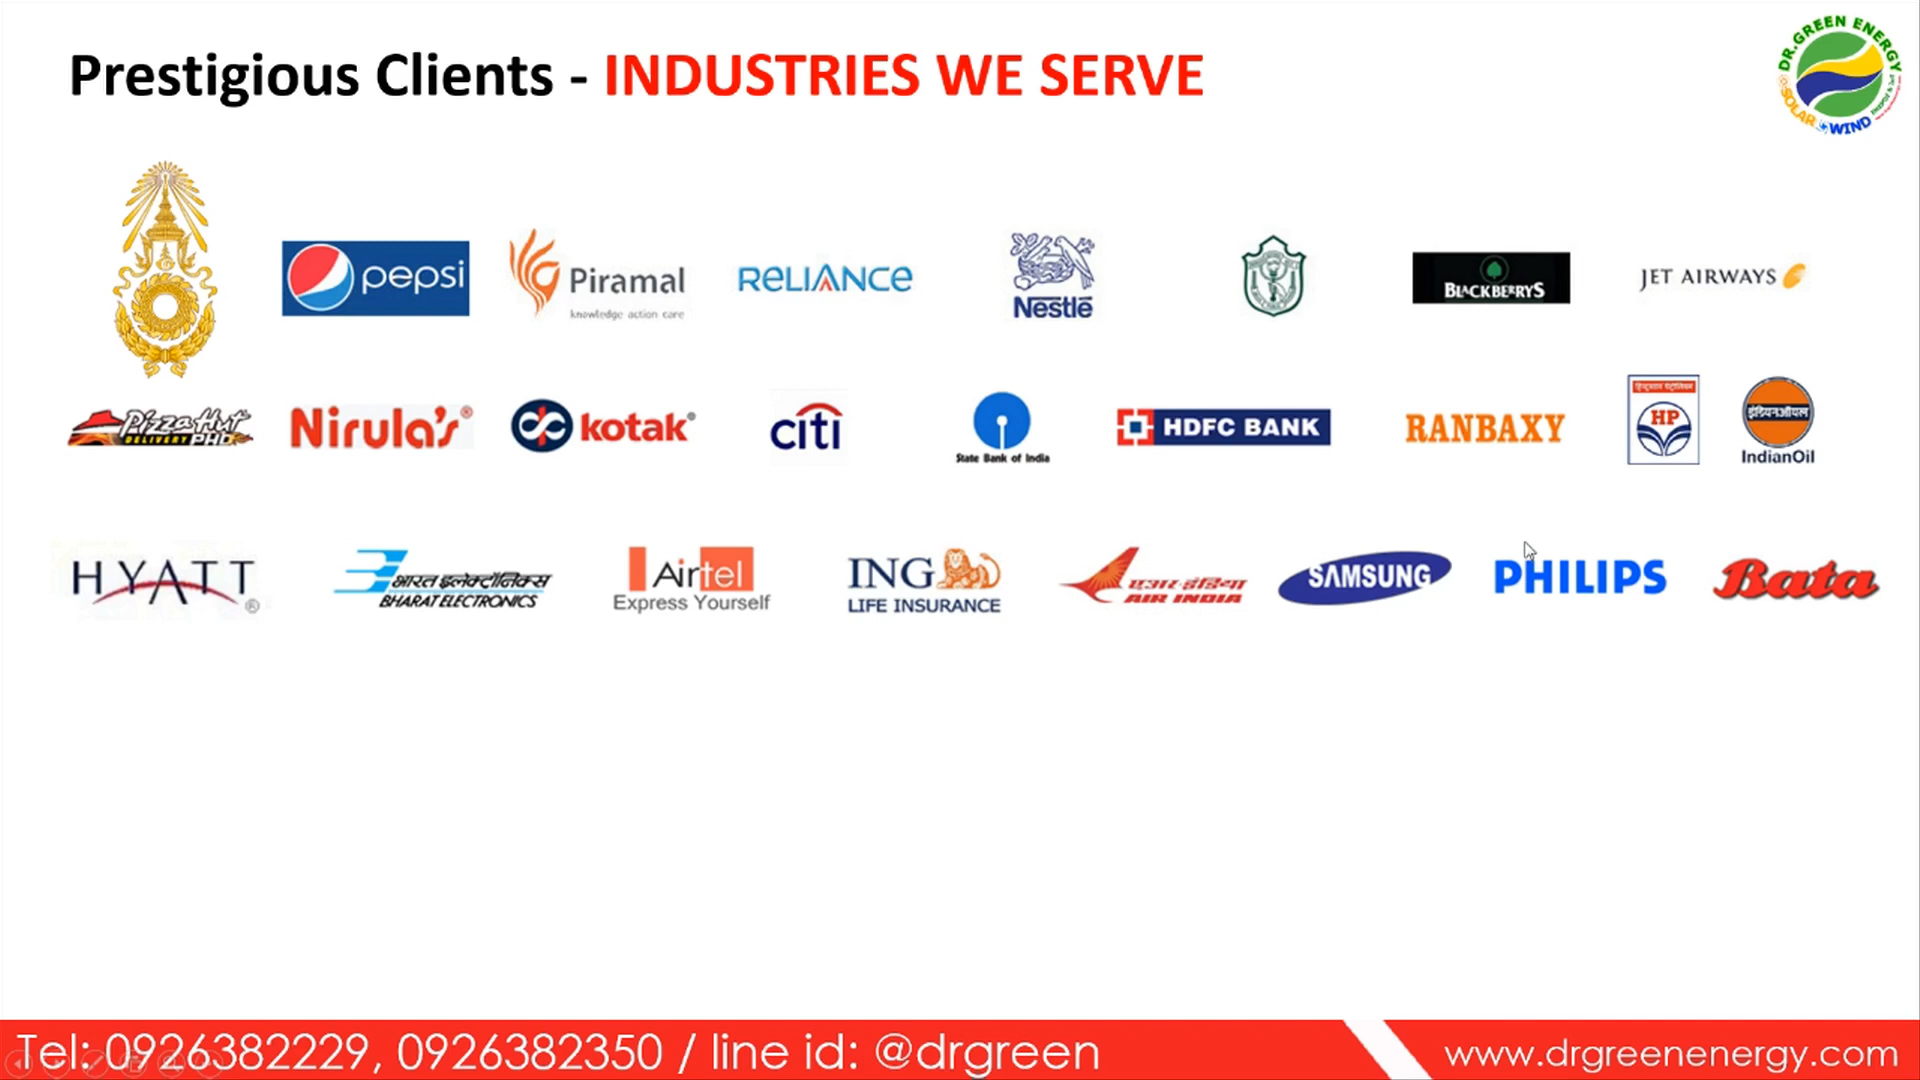 Prestigious Clients - INDUSTRIES WE SERVE
DR.GREEN ENERGY
SOLAR WIND
pepsi
Piramal
knowledge action care
RELIANCE
Nestlé
BLACKBERRYS
JET AIRWAYS
Pizza Hut
DELIVERY PHD
Nirula's®
kotak®
citi
State Bank of India
HDFC BANK
RANBAXY
हिन्दुस्तान पेट्रोलियम
HP
इंडियनऑयल
IndianOil
HYATT®
भारत इलेक्ट्रॉनिक्स
BHARAT ELECTRONICS
Airtel
Express Yourself
ING
LIFE INSURANCE
एअर-इंडिया
AIR INDIA
SAMSUNG
PHILIPS
Bata
Tel: 0926382229, 0926382350 / line id: @drgreen
www.drgreenenergy.com